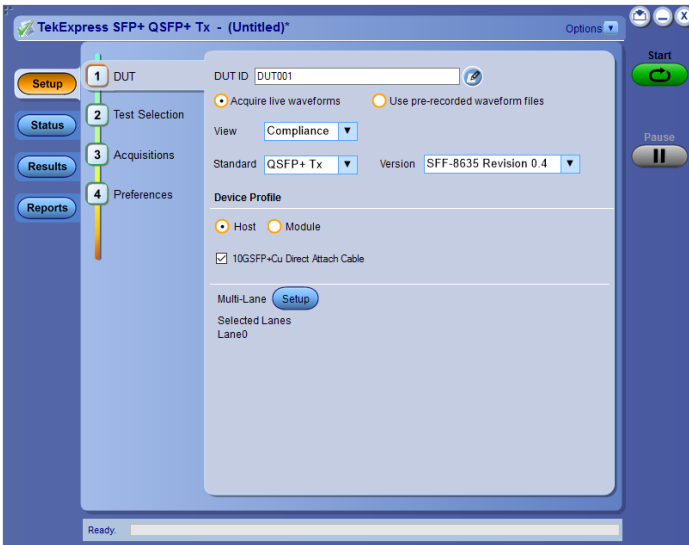 TekExpress SFP+ QSFP+ Tx - (Untitled)*
Options
Start
Pause
Setup
Status
Results
Reports
1 DUT
2 Test Selection
3 Acquisitions
4 Preferences
DUT ID DUT001
Acquire live waveforms Use pre-recorded waveform files
View Compliance
Standard QSFP+ Tx Version SFF-8635 Revision 0.4
Device Profile
Host Module
10GSFP+Cu Direct Attach Cable
Multi-Lane Setup
Selected Lanes
Lane0
Ready.